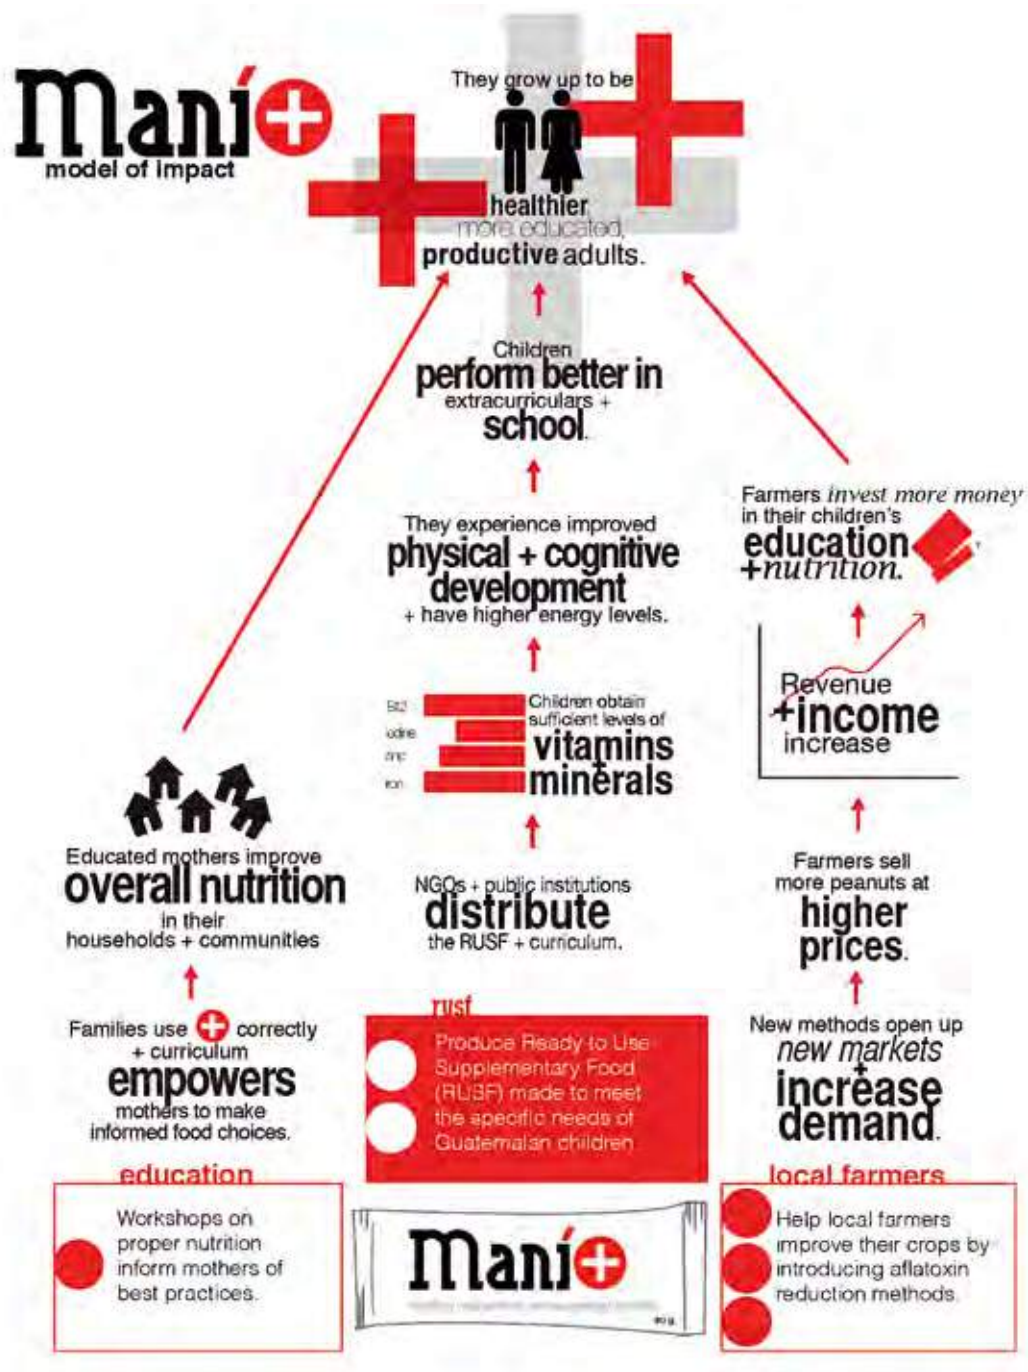 Maní+
model of impact
They grow up to be
healthier,
more educated,
productive adults.
Children
perform better in
extracurriculars +
school.
They experience improved
physical + cognitive
development
+ have higher energy levels.
B12
iodine
zinc
iron
Children obtain
sufficient levels of
vitamins
+
minerals
NGOs + public institutions
distribute
the RUSF + curriculum.
Educated mothers improve
overall nutrition
in their
households + communities
Families use + correctly
+ curriculum
empowers
mothers to make
informed food choices.
education
Workshops on
proper nutrition
inform mothers of
best practices.
rusf
Produce Ready to Use
Supplementary Food
(RUSF) made to meet
the specific needs of
Guatemalan children
Maní+
Farmers invest more money
in their children's
education
+nutrition.
Revenue
+income
increase
Farmers sell
more peanuts at
higher
prices.
New methods open up
new markets
+
increase
demand.
local farmers
Help local farmers
improve their crops by
introducing aflatoxin
reduction methods.